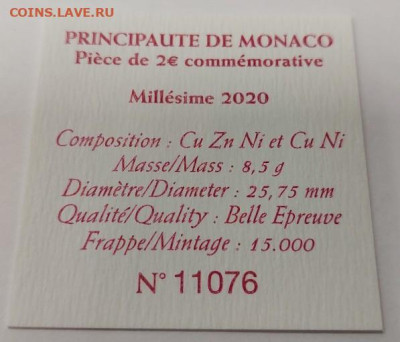 COINS.ЛАVЕ.RU
PRINCIPAUTE DE MONACO
Pièce de 2€ commémorative
Millésime 2020
Composition : Cu Zn Ni et Cu Ni
Masse/Mass : 8,5 g
Diamètre/Diameter : 25,75 mm
Qualité/Quality : Belle Epreuve
Frappe/Mintage : 15.000
N° 11076